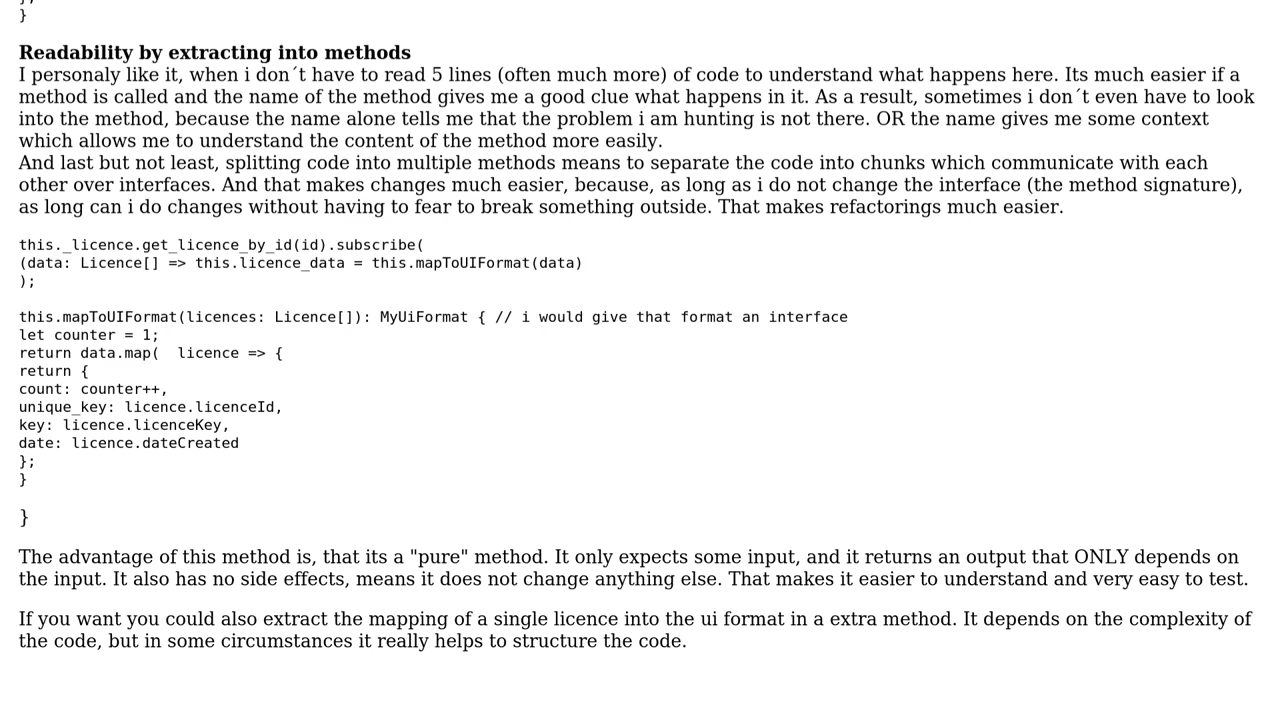 }
Readability by extracting into methods
I personaly like it, when i don´t have to read 5 lines (often much more) of code to understand what happens here. Its much easier if a
method is called and the name of the method gives me a good clue what happens in it. As a result, sometimes i don´t even have to look
into the method, because the name alone tells me that the problem i am hunting is not there. OR the name gives me some context
which allows me to understand the content of the method more easily.
And last but not least, splitting code into multiple methods means to separate the code into chunks which communicate with each
other over interfaces. And that makes changes much easier, because, as long as i do not change the interface (the method signature),
as long can i do changes without having to fear to break something outside. That makes refactorings much easier.
this._licence.get_licence_by_id(id).subscribe(
(data: Licence[] => this.licence_data = this.mapToUIFormat(data)
);
this.mapToUIFormat(licences: Licence[]): MyUiFormat { // i would give that format an interface
let counter = 1;
return data.map(  licence => {
return {
count: counter++,
unique_key: licence.licenceId,
key: licence.licenceKey,
date: licence.dateCreated
};
}
}
The advantage of this method is, that its a "pure" method. It only expects some input, and it returns an output that ONLY depends on
the input. It also has no side effects, means it does not change anything else. That makes it easier to understand and very easy to test.
If you want you could also extract the mapping of a single licence into the ui format in a extra method. It depends on the complexity of
the code, but in some circumstances it really helps to structure the code.